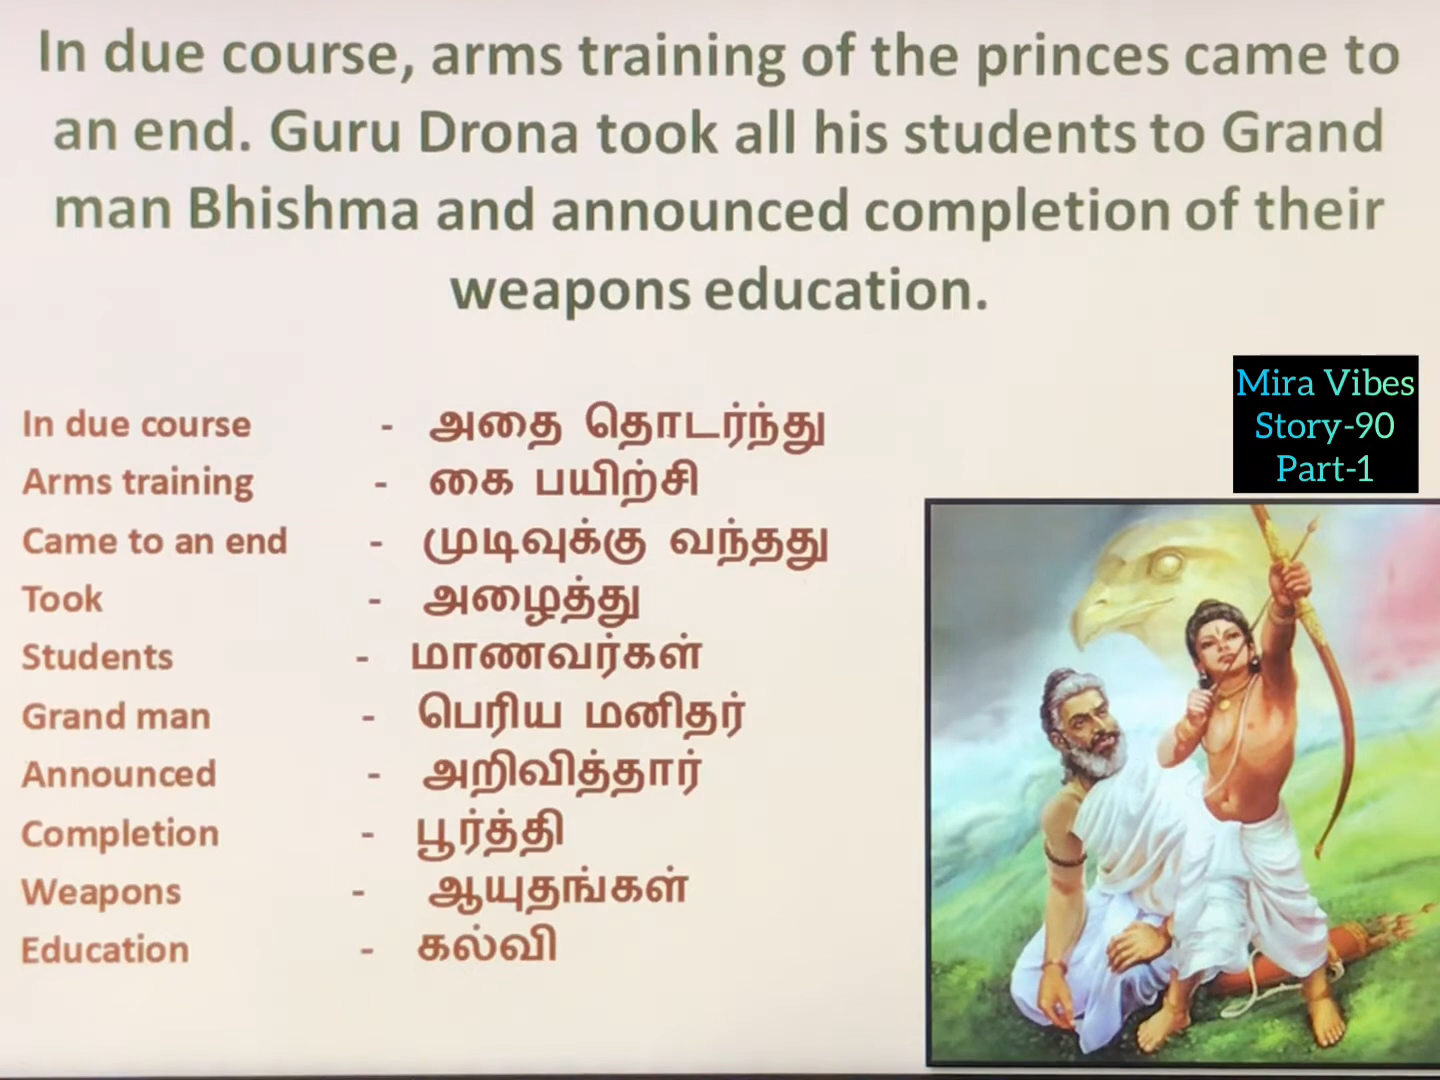 In due course, arms training of the princes came to
an end. Guru Drona took all his students to Grand
man Bhishma and announced completion of their
weapons education.
Mira Vibes
Story-90
Part-1
In due course - அதை தொடர்ந்து
Arms training - கை பயிற்சி
Came to an end - முடிவுக்கு வந்தது
Took - அழைத்து
Students - மாணவர்கள்
Grand man - பெரிய மனிதர்
Announced - அறிவித்தார்
Completion - பூர்த்தி
Weapons - ஆயுதங்கள்
Education - கல்வி